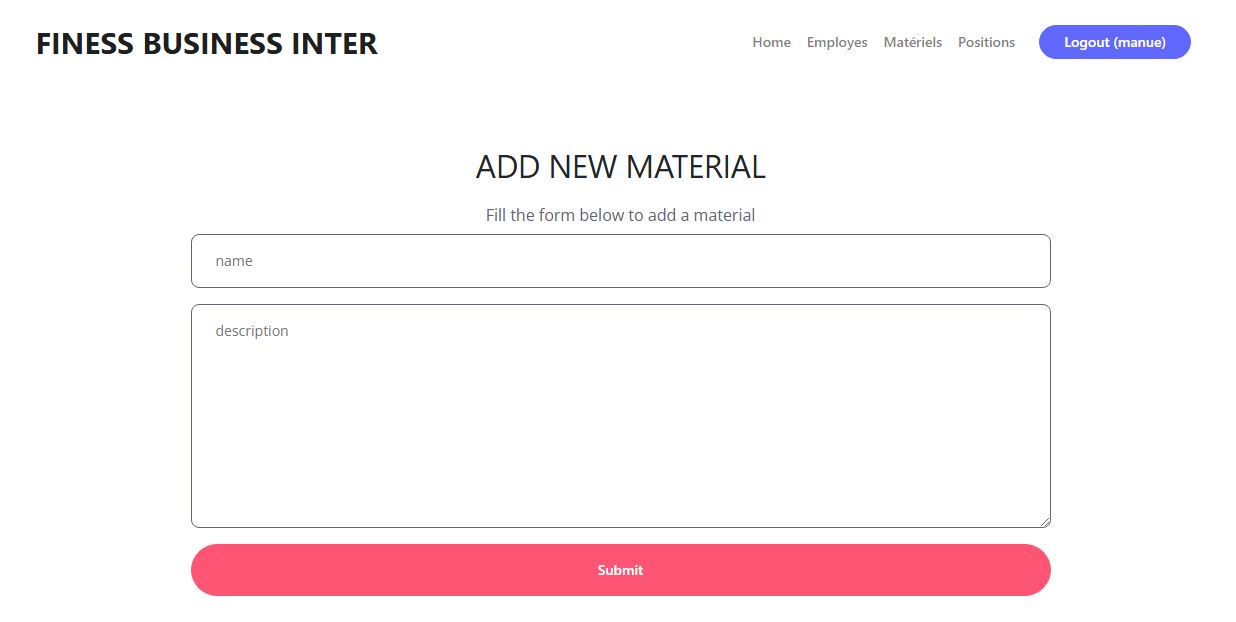 FINESS BUSINESS INTER
Home Employes Matériels Positions Logout (manue)
ADD NEW MATERIAL
Fill the form below to add a material
name
description
Submit